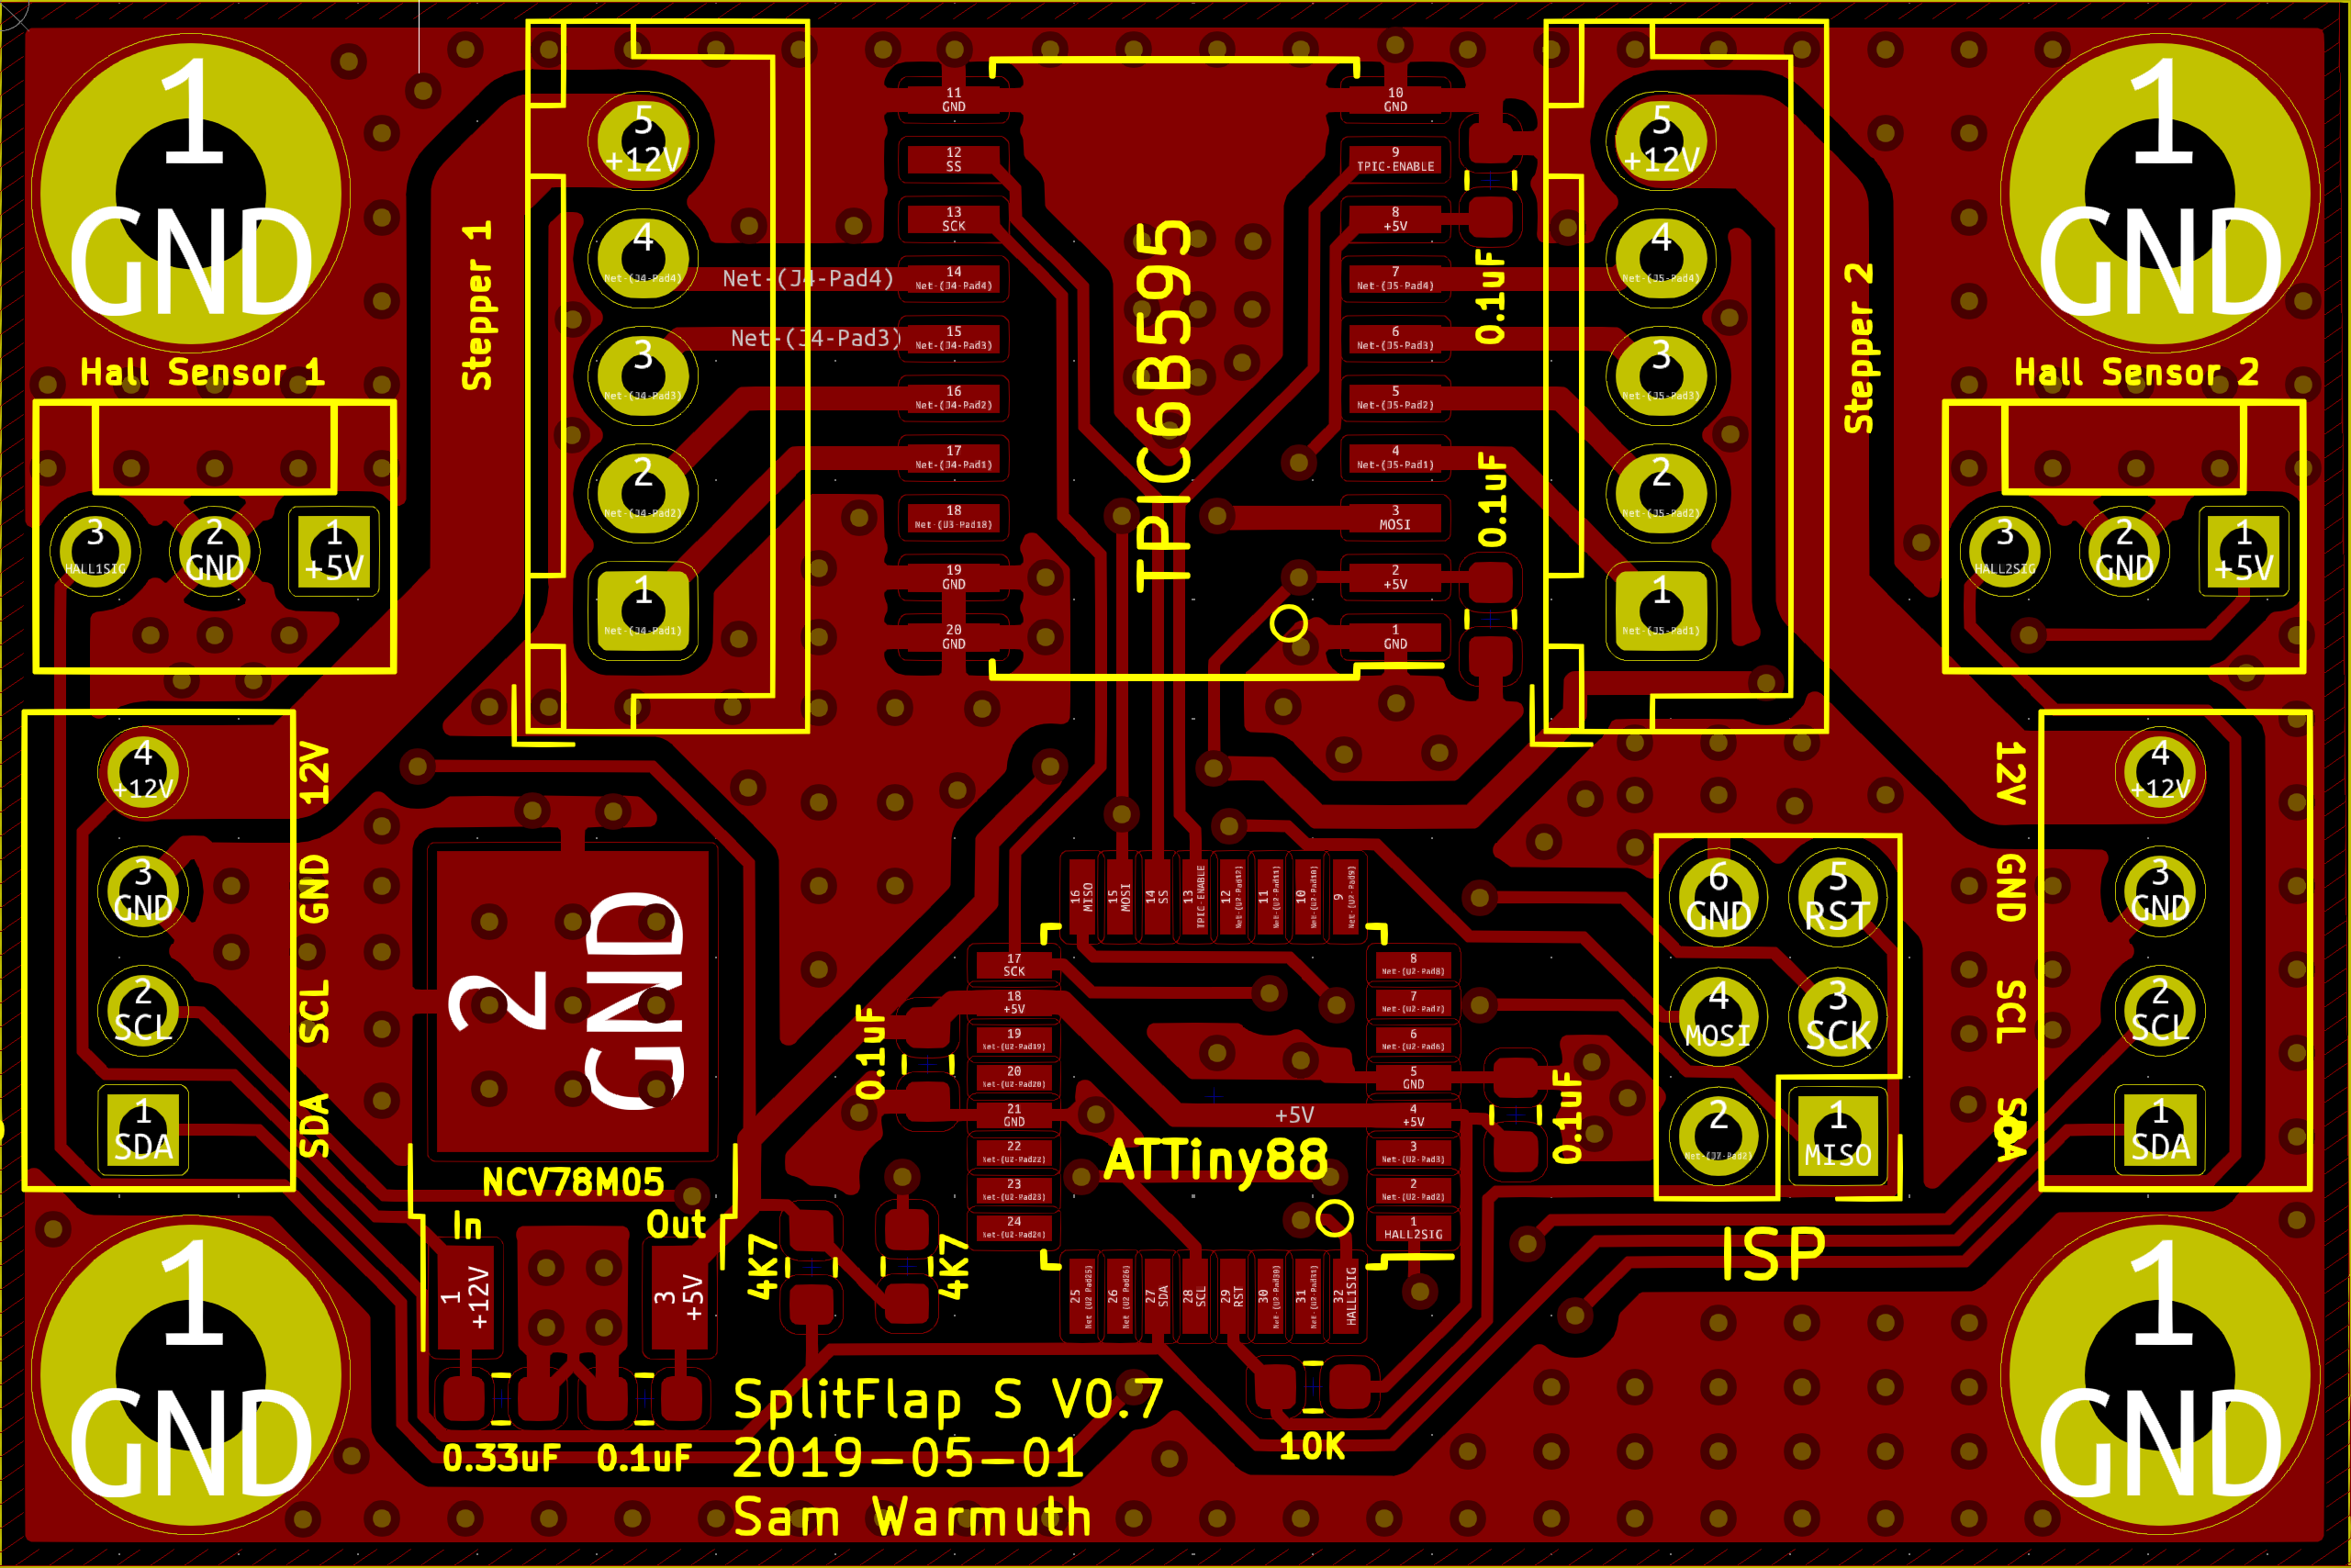 1
GND
5
+12V
4
Net-(J4-Pad4)
3
Net-(J4-Pad3)
2
Net-(J4-Pad2)
1
Net-(J4-Pad1)
Stepper 1
Net-(J4-Pad4)
Net-(J4-Pad3)
11
GND
12
SS
13
SCK
14
Net-(J4-Pad4)
15
Net-(J4-Pad3)
16
Net-(J4-Pad2)
17
Net-(J4-Pad1)
18
Net-(U3-Pad18)
19
GND
20
GND
TPIC6B595
10
GND
9
TPIC-ENABLE
8
+5V
7
Net-(J5-Pad4)
6
Net-(J5-Pad3)
5
Net-(J5-Pad2)
4
Net-(J5-Pad1)
3
MOSI
2
+5V
1
GND
0.1uF
0.1uF
5
+12V
4
Net-(J5-Pad4)
3
Net-(J5-Pad3)
2
Net-(J5-Pad2)
1
Net-(J5-Pad1)
Stepper 2
1
GND
Hall Sensor 1
3
HALL1SIG
2
GND
1
+5V
Hall Sensor 2
3
HALL2SIG
2
GND
1
+5V
4
+12V
3
GND
2
SCL
1
SDA
12V
GND
SCL
SDA
2
GND
NCV78M05
In
Out
1
+12V
3
+5V
0.33uF
0.1uF
4K7
4K7
0.1uF
16
MISO
15
MOSI
14
SS
13
TPIC-ENABLE
12
Net-(U2-Pad12)
11
Net-(U2-Pad11)
10
Net-(U2-Pad10)
9
Net-(U2-Pad9)
17
SCK
18
+5V
19
Net-(U2-Pad19)
20
Net-(U2-Pad20)
21
GND
22
Net-(U2-Pad22)
23
Net-(U2-Pad23)
24
Net-(U2-Pad24)
8
Net-(U2-Pad8)
7
Net-(U2-Pad7)
6
Net-(U2-Pad6)
5
GND
4
+5V
3
Net-(U2-Pad3)
2
Net-(U2-Pad2)
1
HALL2SIG
+5V
ATTiny88
25
Net-(U2-Pad25)
26
Net-(U2-Pad26)
27
SDA
28
SCL
29
RST
30
Net-(U2-Pad30)
31
Net-(U2-Pad31)
32
HALL1SIG
0.1uF
10K
6
GND
5
RST
4
MOSI
3
SCK
2
Net-(J7-Pad2)
1
MISO
ISP
12V
GND
SCL
4
+12V
3
GND
2
SCL
1
SDA
1
GND
SplitFlap S V0.7
2019-05-01
Sam Warmuth
1
GND